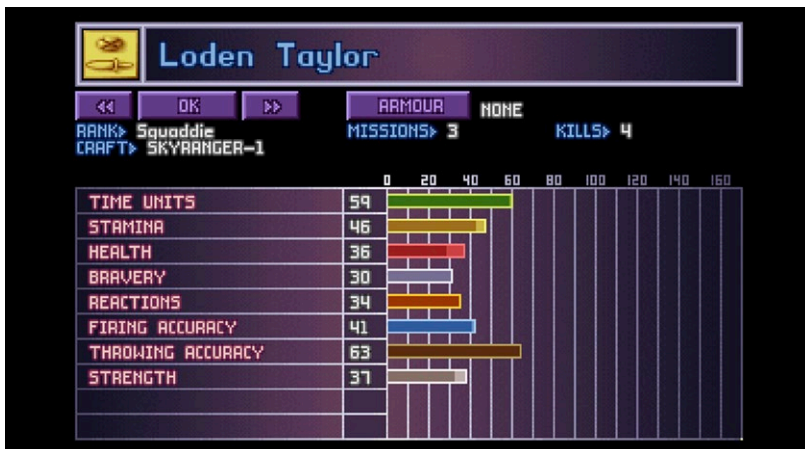 Loden Taylor
OK ARMOUR NONE
RANK> Squaddie MISSIONS> 3 KILLS> 4
CRAFT> SKYRANGER-1
0 20 40 60 80 100 120 140 160
TIME UNITS 59
STAMINA 46
HEALTH 36
BRAVERY 30
REACTIONS 34
FIRING ACCURACY 41
THROWING ACCURACY 63
STRENGTH 37